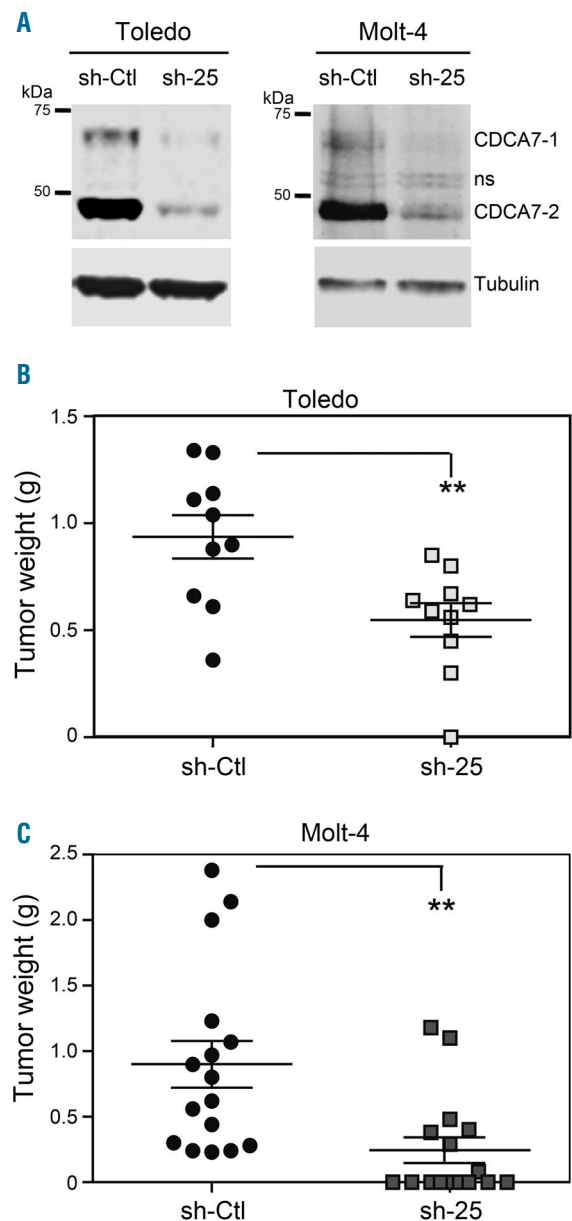 A
Toledo
Molt-4
sh-Ctl sh-25
sh-Ctl sh-25
kDa
75
50
kDa
75
50
CDCA7-1
ns
CDCA7-2
Tubulin
B
Toledo
Tumor weight (g)
1.5
1.0
0.5
0
**
sh-Ctl
sh-25
C
Molt-4
Tumor weight (g)
2.5
2.0
1.5
1.0
0.5
0
**
sh-Ctl
sh-25